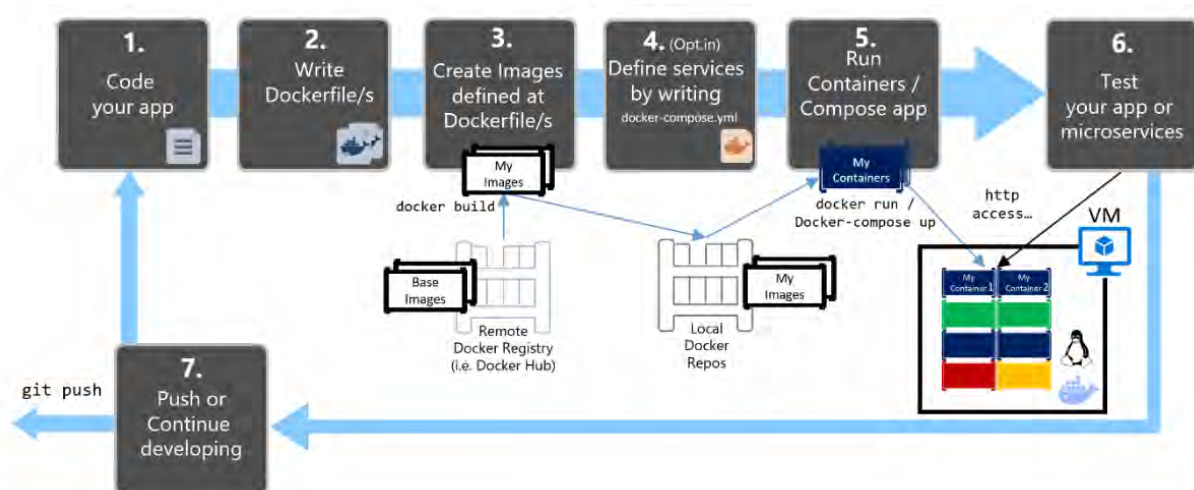 1.
Code
your app
2.
Write
Dockerfile/s
3.
Create Images
defined at
Dockerfile/s
4. (Opt.in)
Define services
by writing
docker-compose.yml
5.
Run
Containers /
Compose app
6.
Test
your app or
microservices
My
Images
docker build
My
Containers
docker run /
Docker-compose up
http
access…
VM
Base
Images
Remote
Docker Registry
(i.e. Docker Hub)
My
Images
Local
Docker
Repos
My
Container 1
My
Container 2
7.
Push or
Continue
developing
git push